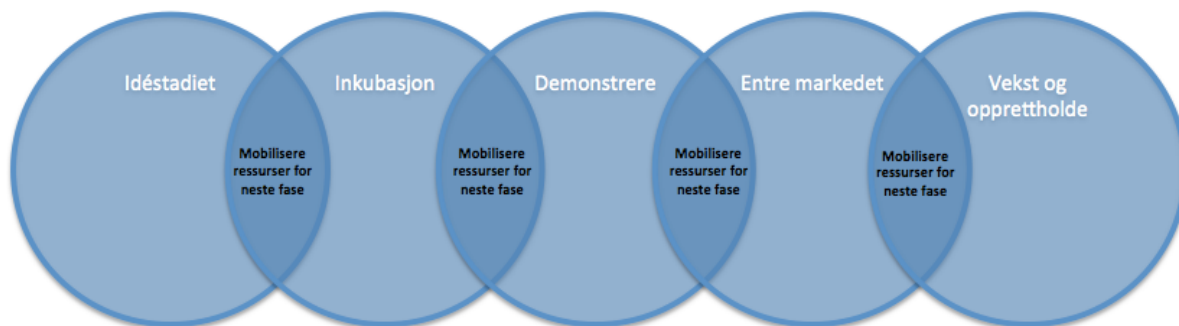 Idéstadiet
Inkubasjon
Demonstrere
Entre markedet
Vekst og
opprettholde
Mobilisere
ressurser for
neste fase
Mobilisere
ressurser for
neste fase
Mobilisere
ressurser for
neste fase
Mobilisere
ressurser for
neste fase